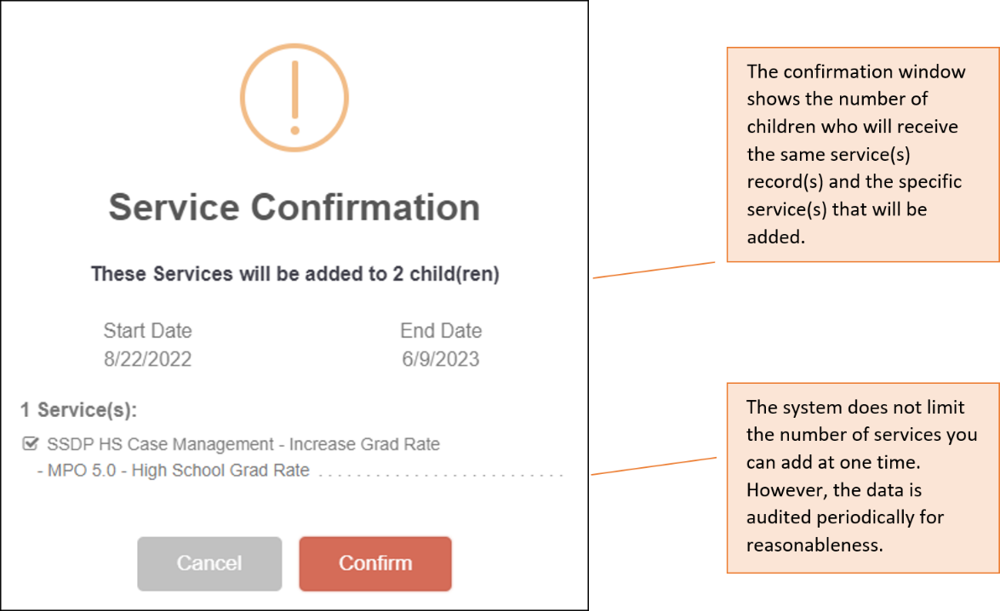 Service Confirmation
These Services will be added to 2 child(ren)
Start Date End Date
8/22/2022 6/9/2023
1 Service(s):
SSDP HS Case Management - Increase Grad Rate
- MPO 5.0 - High School Grad Rate ..........................
Cancel Confirm
The confirmation window
shows the number of
children who will receive
the same service(s)
record(s) and the specific
service(s) that will be
added.
The system does not limit
the number of services you
can add at one time.
However, the data is
audited periodically for
reasonableness.